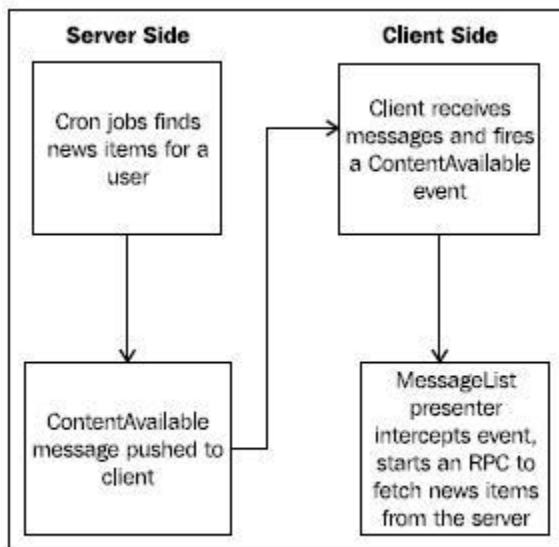 Server Side
Cron jobs finds
news items for a
user
ContentAvailable
message pushed to
client
Client Side
Client receives
messages and fires
a ContentAvailable
event
MessageList
presenter
intercepts event,
starts an RPC to
fetch news items
from the server